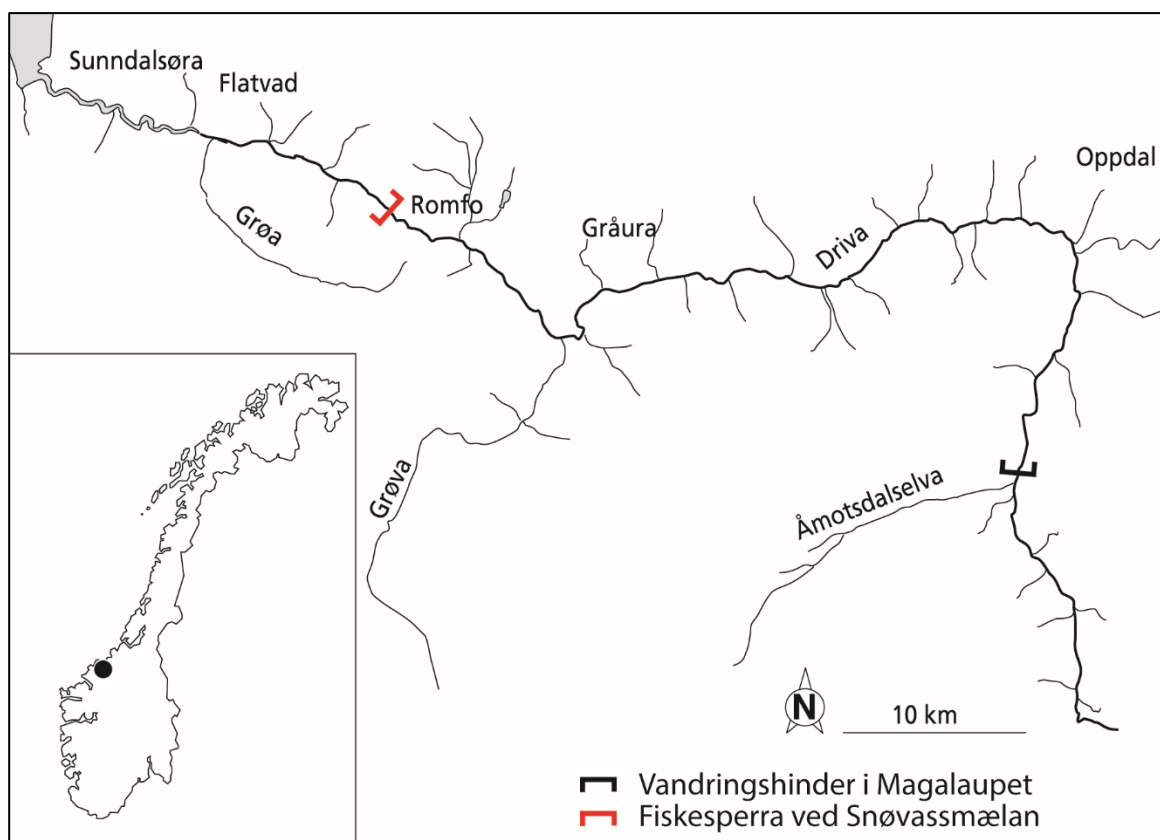 Sunndalsøra
Flatvad
Oppdal
Romfo
Grøa
Gråura
Driva
Grøva
Åmotsdalselva
N
10 km
Vandringshinder i Magalaupet
Fiskesperra ved Snøvassmælan